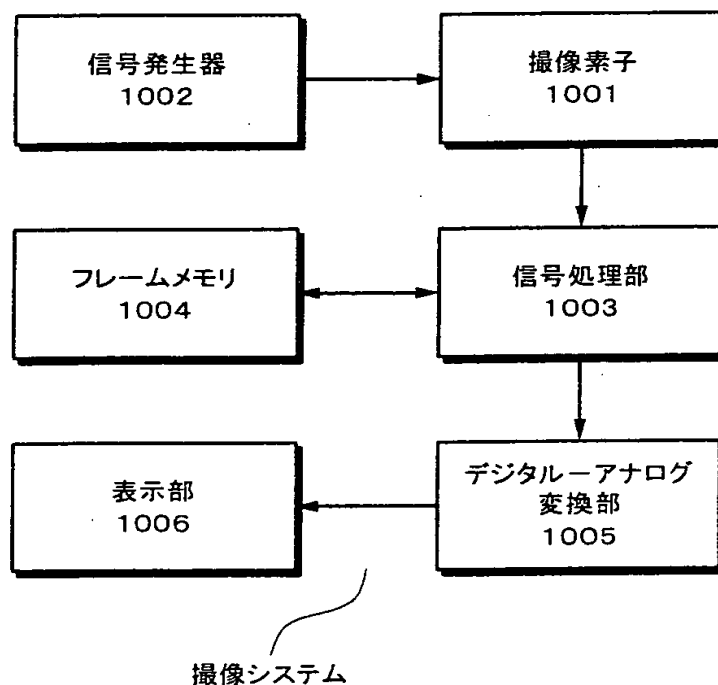 信号発生器
1002
撮像素子
1001
フレームメモリ
1004
信号処理部
1003
表示部
1006
デジタルーアナログ
変換部
1005
撮像システム